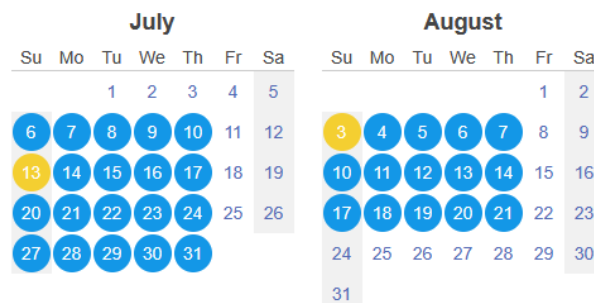 July
Su Mo Tu We Th Fr Sa
1 2 3 4 5
6 7 8 9 10 11 12
13 14 15 16 17 18 19
20 21 22 23 24 25 26
27 28 29 30 31
August
Su Mo Tu We Th Fr Sa
1 2
3 4 5 6 7 8 9
10 11 12 13 14 15 16
17 18 19 20 21 22 23
24 25 26 27 28 29 30
31